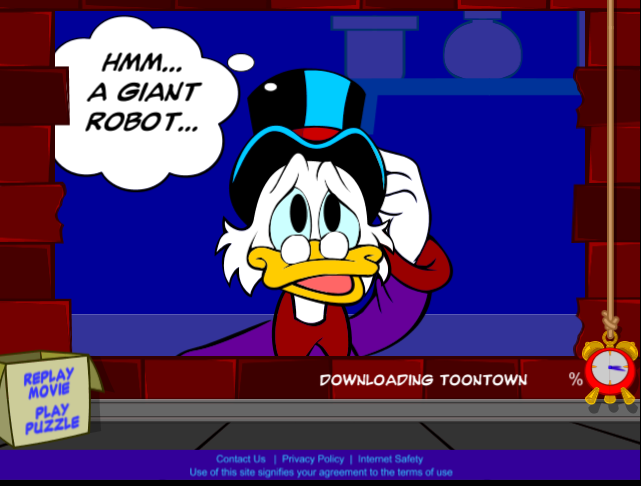 HMM...
A GIANT
ROBOT...
DOWNLOADING TOONTOWN %
REPLAY
MOVIE
PLAY
PUZZLE
Contact Us | Privacy Policy | Internet Safety
Use of this site signifies your agreement to the terms of use